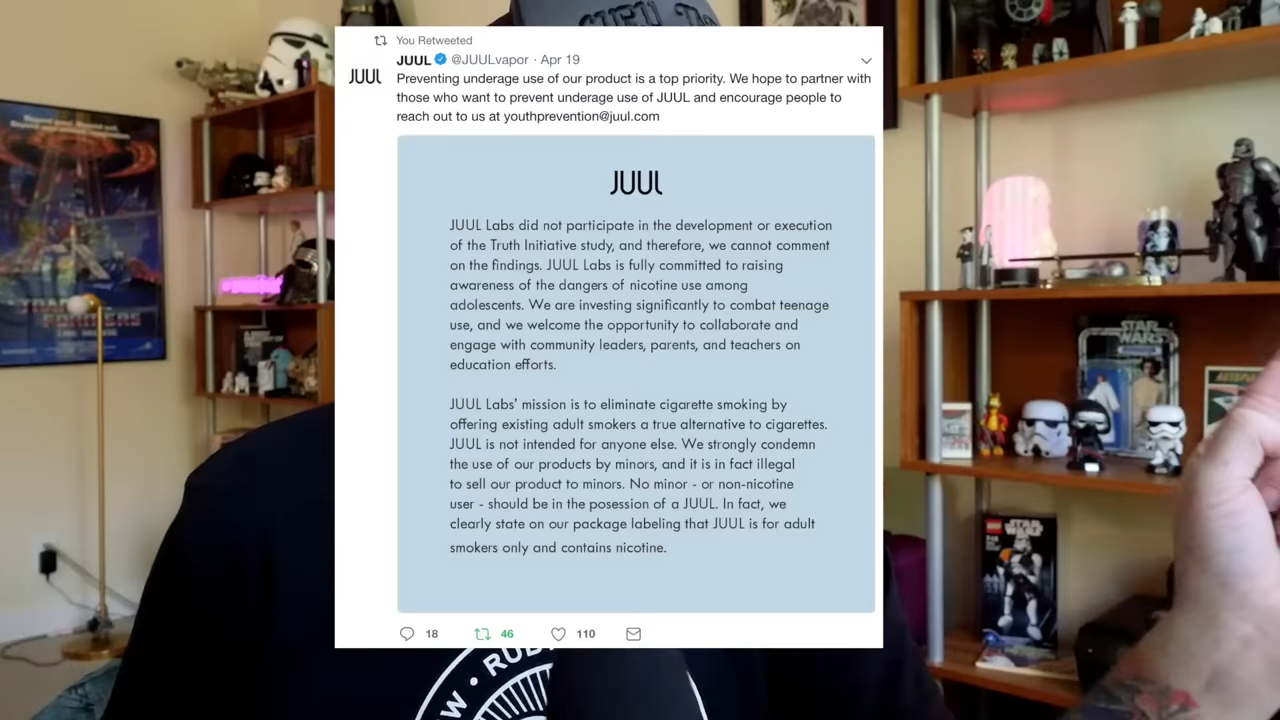 You Retweeted
JUUL @JUULvapor · Apr 19
JUUL
Preventing underage use of our product is a top priority. We hope to partner with
those who want to prevent underage use of JUUL and encourage people to
reach out to us at youthprevention@juul.com
JUUL
JUUL Labs did not participate in the development or execution
of the Truth Initiative study, and therefore, we cannot comment
on the findings. JUUL Labs is fully committed to raising
awareness of the dangers of nicotine use among
adolescents. We are investing significantly to combat teenage
use, and we welcome the opportunity to collaborate and
engage with community leaders, parents, and teachers on
education efforts.
JUUL Labs' mission is to eliminate cigarette smoking by
offering existing adult smokers a true alternative to cigarettes.
JUUL is not intended for anyone else. We strongly condemn
the use of our products by minors, and it is in fact illegal
to sell our product to minors. No minor - or non-nicotine
user - should be in the posession of a JUUL. In fact, we
clearly state on our package labeling that JUUL is for adult
smokers only and contains nicotine.
18 46 110
STAR
WARS
STAR
WARS